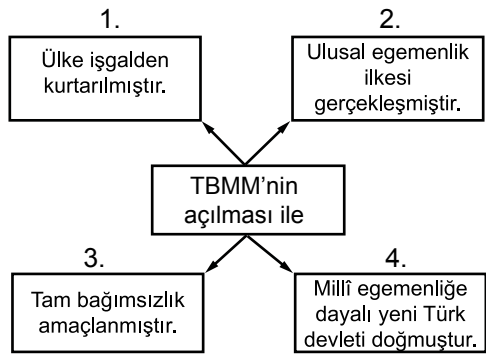 1.
Ülke işgalden
kurtarılmıştır.
2.
Ulusal egemenlik
ilkesi
gerçekleşmiştir.
TBMM'nin
açılması ile
3.
Tam bağımsızlık
amaçlanmıştır.
4.
Millî egemenliğe
dayalı yeni Türk
devleti doğmuştur.